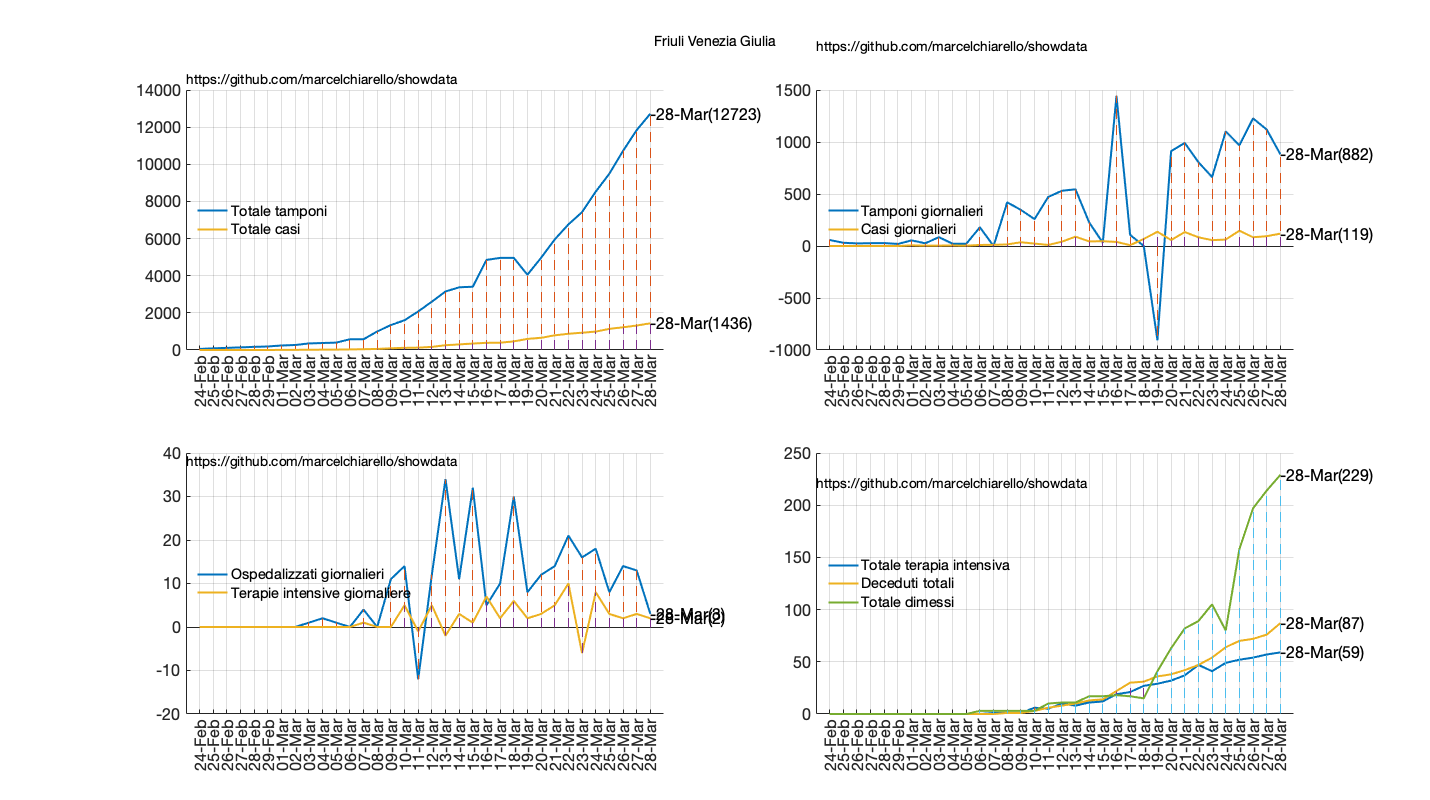 Friuli Venezia Giulia
https://github.com/marcelchiarello/showdata
14000
12000
10000
8000
6000
4000
2000
0
Totale tamponi
Totale casi
28-Mar(12723)
28-Mar(1436)
24-Feb
25-Feb
26-Feb
27-Feb
28-Feb
29-Feb
01-Mar
02-Mar
03-Mar
04-Mar
05-Mar
06-Mar
07-Mar
08-Mar
09-Mar
10-Mar
11-Mar
12-Mar
13-Mar
14-Mar
15-Mar
16-Mar
17-Mar
18-Mar
19-Mar
20-Mar
21-Mar
22-Mar
23-Mar
24-Mar
25-Mar
26-Mar
27-Mar
28-Mar
https://github.com/marcelchiarello/showdata
1500
1000
500
0
-500
-1000
Tamponi giornalieri
Casi giornalieri
28-Mar(882)
28-Mar(119)
24-Feb
25-Feb
26-Feb
27-Feb
28-Feb
29-Feb
01-Mar
02-Mar
03-Mar
04-Mar
05-Mar
06-Mar
07-Mar
08-Mar
09-Mar
10-Mar
11-Mar
12-Mar
13-Mar
14-Mar
15-Mar
16-Mar
17-Mar
18-Mar
19-Mar
20-Mar
21-Mar
22-Mar
23-Mar
24-Mar
25-Mar
26-Mar
27-Mar
28-Mar
https://github.com/marcelchiarello/showdata
40
30
20
10
0
-10
-20
Ospedalizzati giornalieri
Terapie intensive giornaliere
28-Mar(3)
28-Mar(2)
24-Feb
25-Feb
26-Feb
27-Feb
28-Feb
29-Feb
01-Mar
02-Mar
03-Mar
04-Mar
05-Mar
06-Mar
07-Mar
08-Mar
09-Mar
10-Mar
11-Mar
12-Mar
13-Mar
14-Mar
15-Mar
16-Mar
17-Mar
18-Mar
19-Mar
20-Mar
21-Mar
22-Mar
23-Mar
24-Mar
25-Mar
26-Mar
27-Mar
28-Mar
https://github.com/marcelchiarello/showdata
250
200
150
100
50
0
Totale terapia intensiva
Deceduti totali
Totale dimessi
28-Mar(229)
28-Mar(87)
28-Mar(59)
24-Feb
25-Feb
26-Feb
27-Feb
28-Feb
29-Feb
01-Mar
02-Mar
03-Mar
04-Mar
05-Mar
06-Mar
07-Mar
08-Mar
09-Mar
10-Mar
11-Mar
12-Mar
13-Mar
14-Mar
15-Mar
16-Mar
17-Mar
18-Mar
19-Mar
20-Mar
21-Mar
22-Mar
23-Mar
24-Mar
25-Mar
26-Mar
27-Mar
28-Mar